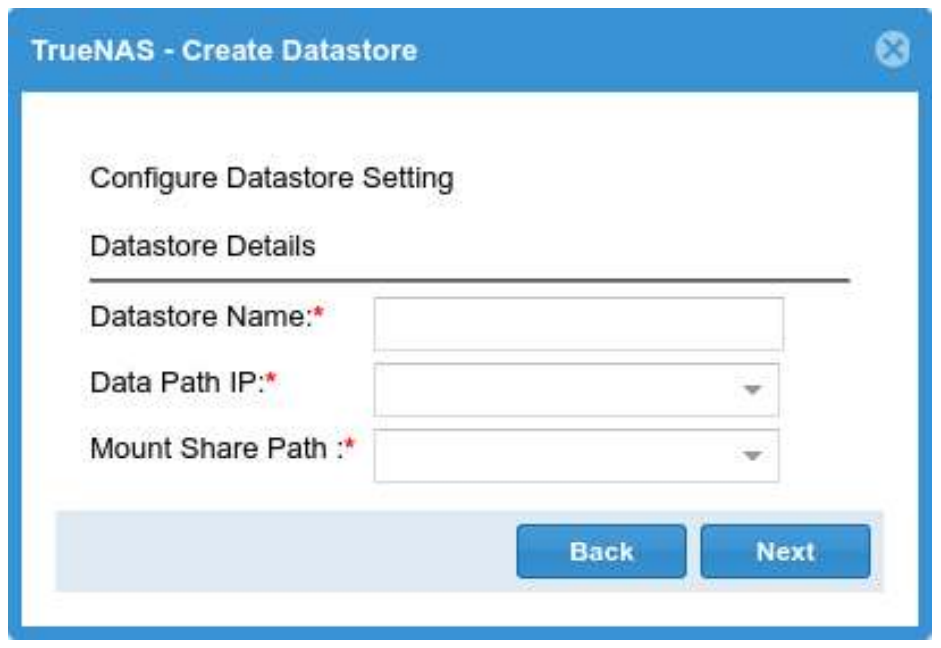 TrueNAS - Create Datastore
Configure Datastore Setting
Datastore Details
Datastore Name:*
Data Path IP:*
Mount Share Path :*
Back Next